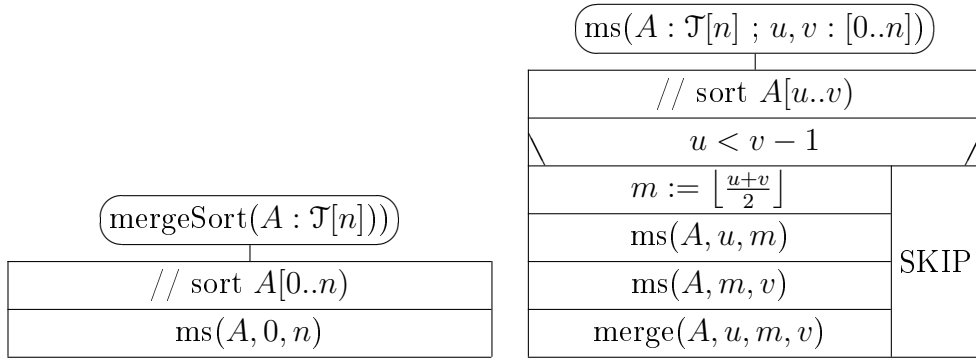 mergeSort(A : 𝒯[n]))
// sort A[0..n)
ms(A, 0, n)
ms(A : 𝒯[n] ; u, v : [0..n])
// sort A[u..v)
u < v − 1
m := ⌊(u+v)/2⌋
ms(A, u, m)
ms(A, m, v)
merge(A, u, m, v)
SKIP